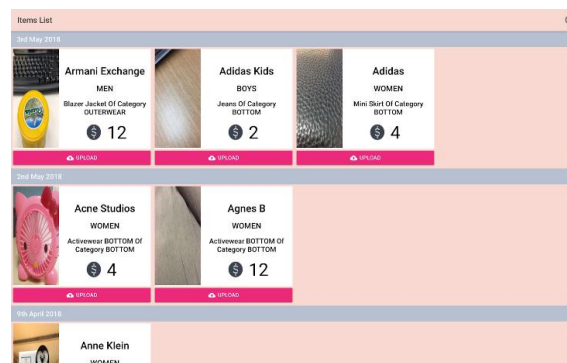 Items List
3rd May 2018
Armani Exchange
MEN
Blazer Jacket Of Category
OUTERWEAR
$ 12
UPLOAD
Adidas Kids
BOYS
Jeans Of Category
BOTTOM
$ 2
UPLOAD
Adidas
WOMEN
Mini Skirt Of Category
BOTTOM
$ 4
UPLOAD
2nd May 2018
Acne Studios
WOMEN
Activewear BOTTOM Of
Category BOTTOM
$ 4
UPLOAD
Agnes B
WOMEN
Activewear BOTTOM Of
Category BOTTOM
$ 12
UPLOAD
9th April 2018
Anne Klein
WOMEN